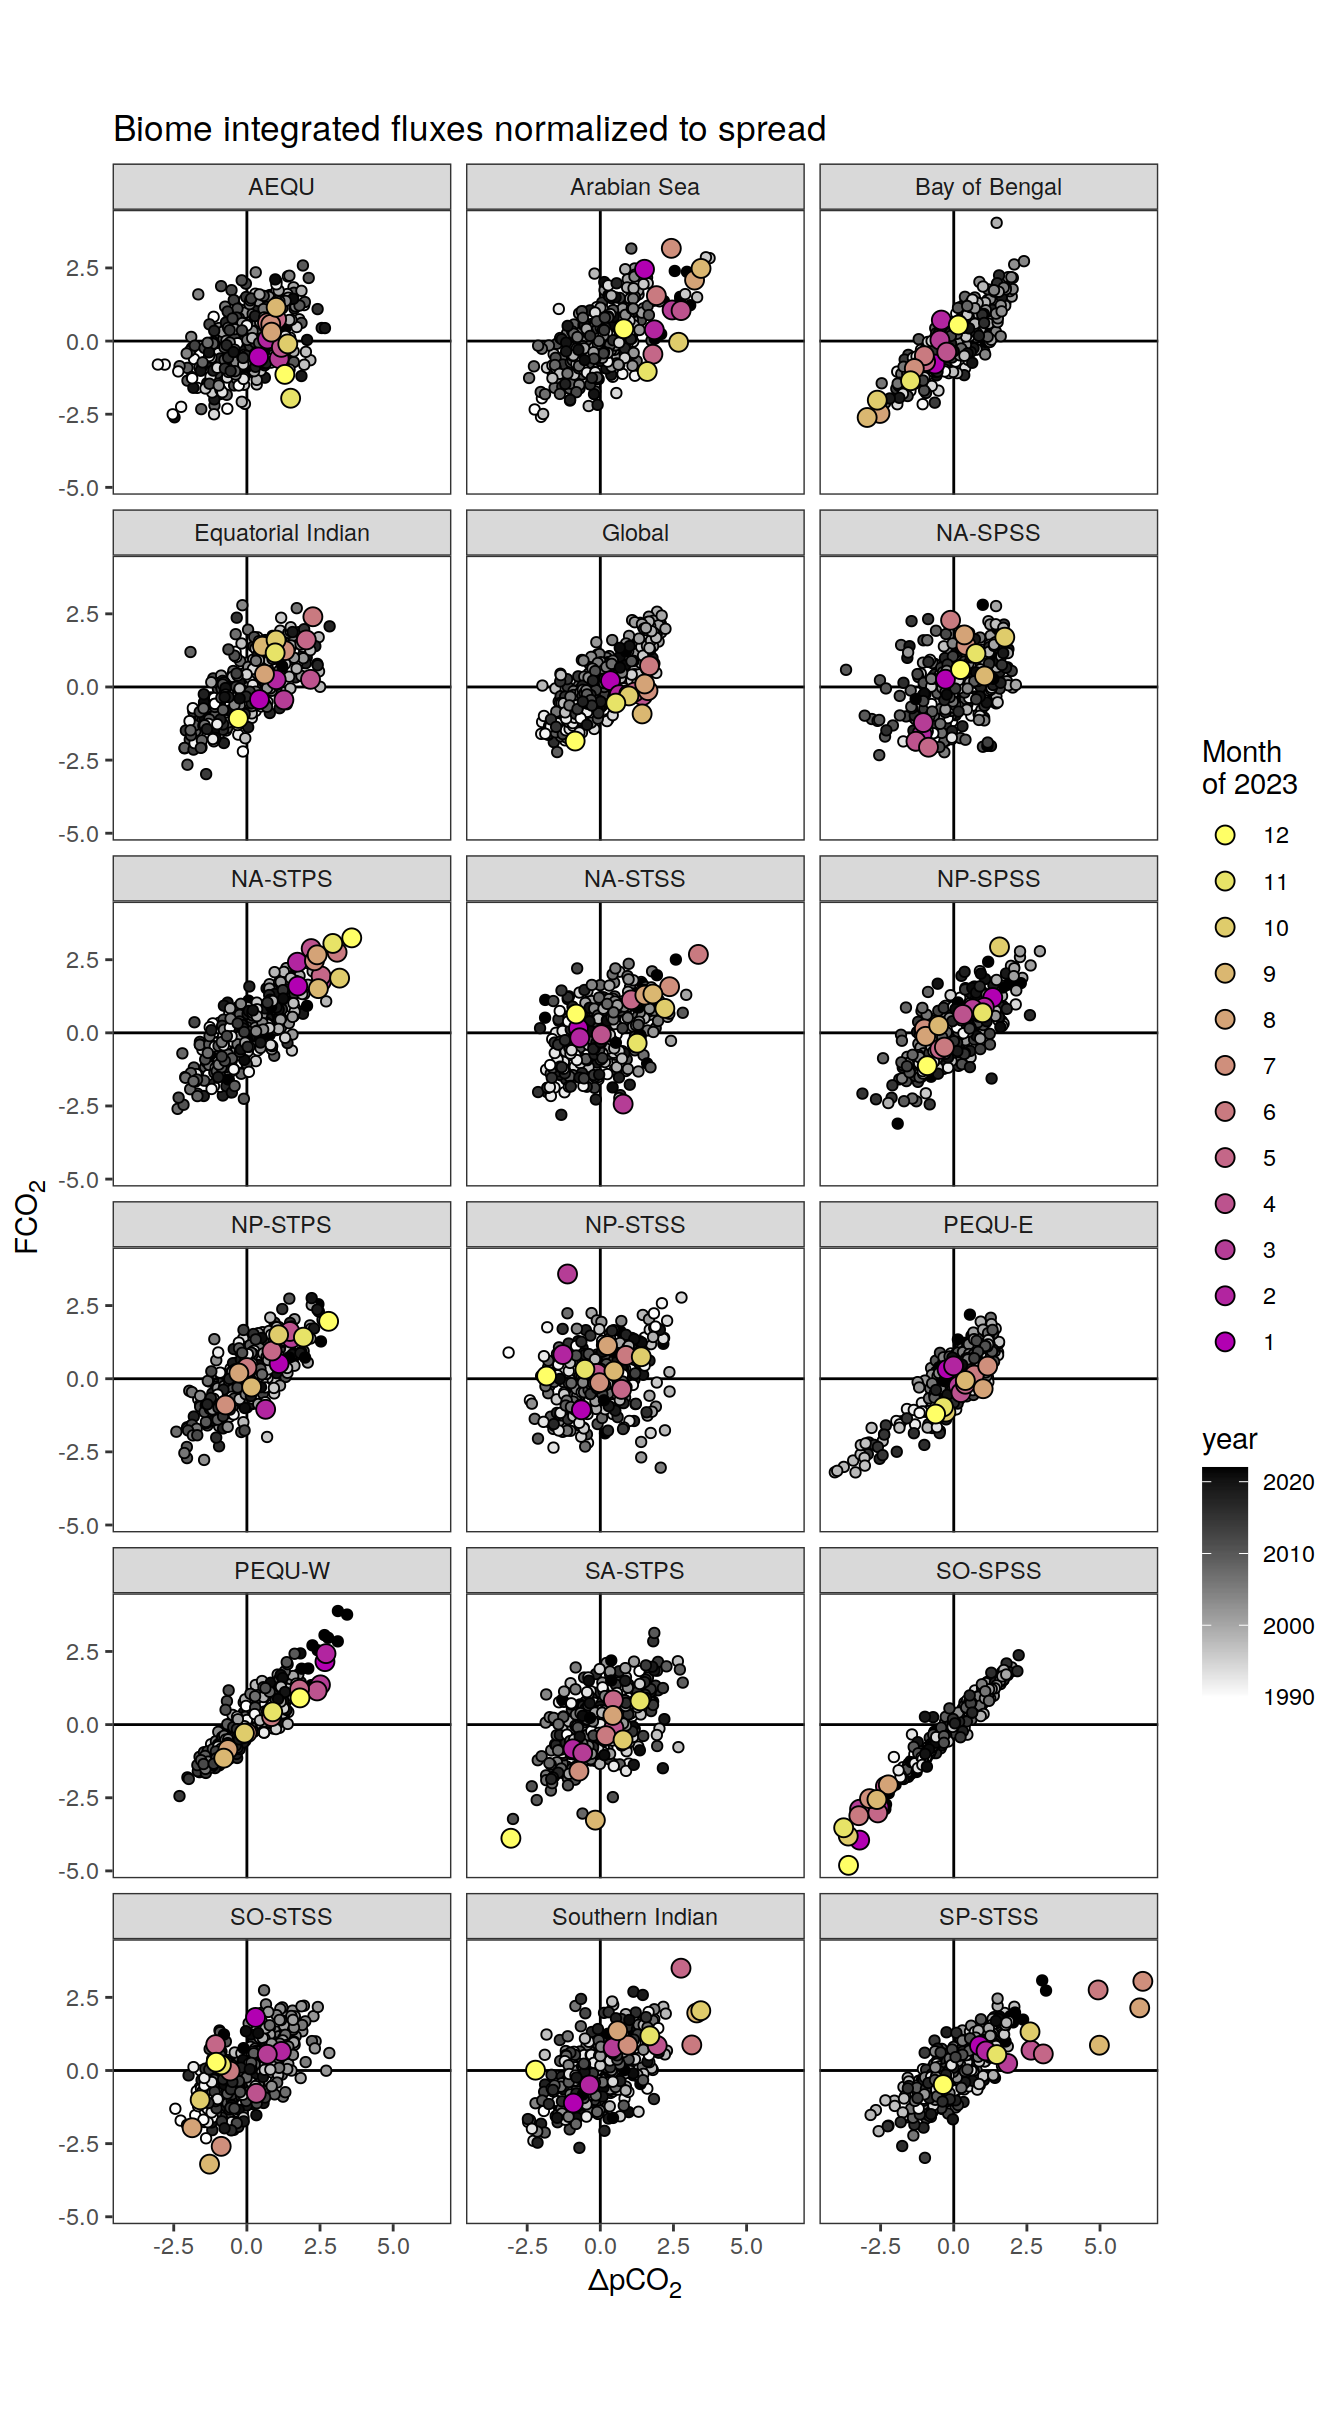 Biome integrated fluxes normalized to spread
AEQU
Arabian Sea
Bay of Bengal
2.5
0.0
-2.5
-5.0
Equatorial Indian
Global
NA-SPSS
2.5
0.0
-2.5
-5.0
NA-STPS
NA-STSS
NP-SPSS
2.5
0.0
-2.5
-5.0
NP-STPS
NP-STSS
PEQU-E
2.5
0.0
-2.5
-5.0
PEQU-W
SA-STPS
SO-SPSS
2.5
0.0
-2.5
-5.0
SO-STSS
Southern Indian
SP-STSS
2.5
0.0
-2.5
-5.0
-2.5 0.0 2.5 5.0
-2.5 0.0 2.5 5.0
-2.5 0.0 2.5 5.0
ΔpCO₂
FCO₂
Month
of 2023
12
11
10
9
8
7
6
5
4
3
2
1
year
2020
2010
2000
1990